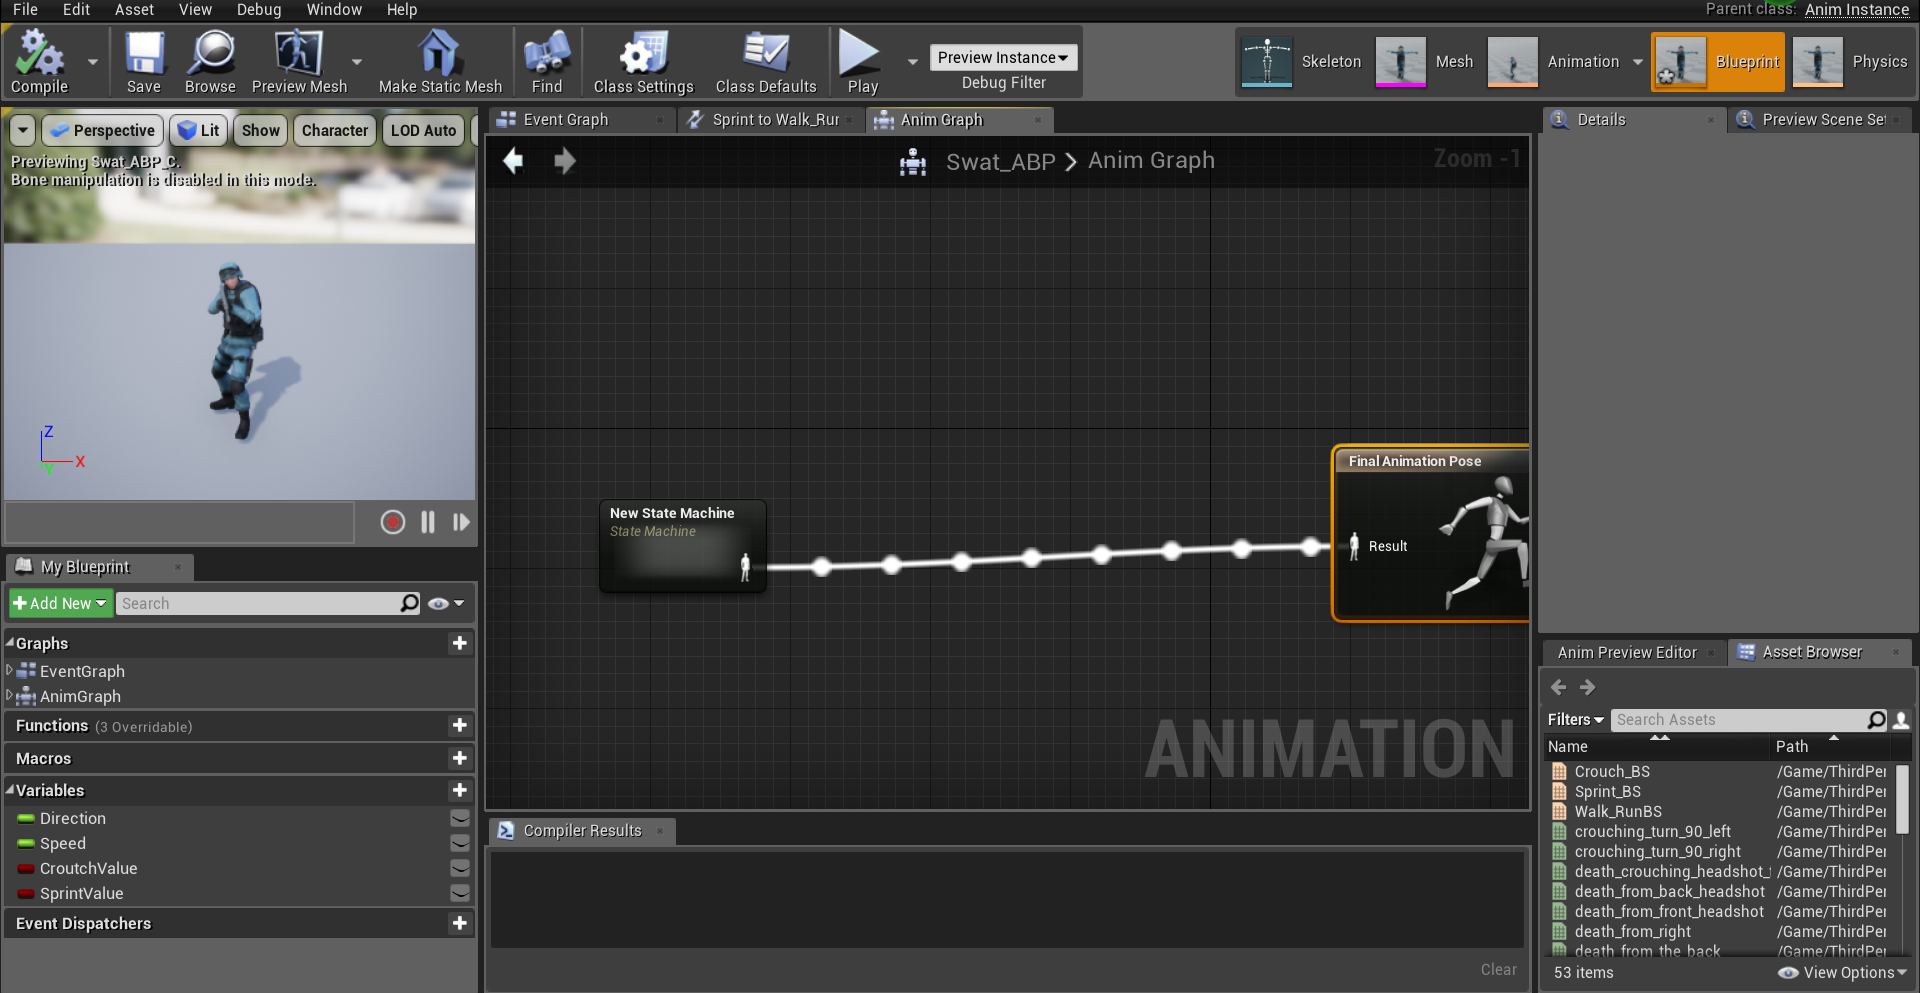 File Edit Asset View Debug Window Help
Parent class: Anim Instance
Compile Save Browse Preview Mesh Make Static Mesh Find Class Settings Class Defaults Play
Preview Instance
Debug Filter
Skeleton Mesh Animation Blueprint Physics
Perspective Lit Show Character LOD Auto
Previewing Swat_ABP_C.
Bone manipulation is disabled in this mode.
Z
X
Y
Event Graph Sprint to Walk_Rur Anim Graph
Swat_ABP > Anim Graph
Zoom -1
New State Machine
State Machine
Final Animation Pose
Result
ANIMATION
My Blueprint
Add New Search
Graphs
EventGraph
AnimGraph
Functions (3 Overridable)
Macros
Variables
Direction
Speed
CroutchValue
SprintValue
Event Dispatchers
Compiler Results
Clear
Details Preview Scene Set
Anim Preview Editor Asset Browser
Filters Search Assets
Name Path
Crouch_BS /Game/ThirdPer
Sprint_BS /Game/ThirdPer
Walk_RunBS /Game/ThirdPer
crouching_turn_90_left /Game/ThirdPer
crouching_turn_90_right /Game/ThirdPer
death_crouching_headshot_ /Game/ThirdPer
death_from_back_headshot /Game/ThirdPer
death_from_front_headshot /Game/ThirdPer
death_from_right /Game/ThirdPer
death_from_the_back /Game/ThirdPer
53 items View Options